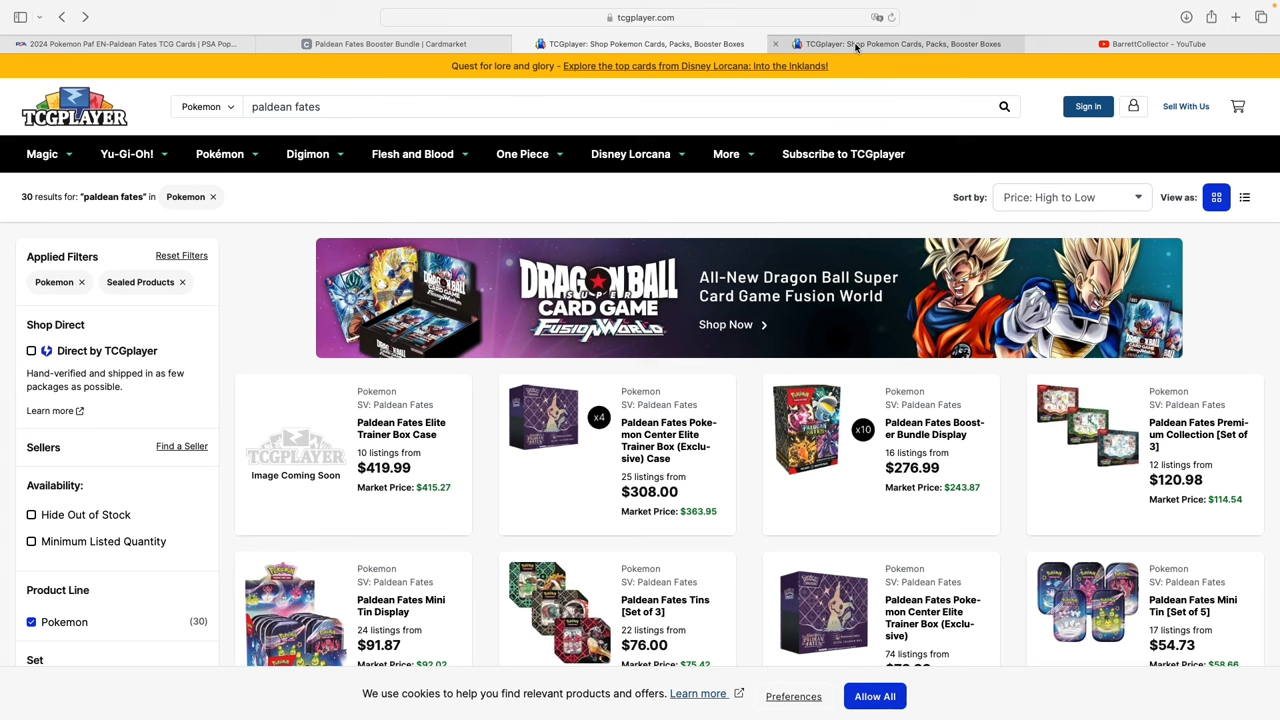 tcgplayer.com
2024 Pokemon Paf EN-Paldean Fates TCG Cards | PSA Pop...
Paldean Fates Booster Bundle | Cardmarket
TCGplayer: Shop Pokemon Cards, Packs, Booster Boxes
TCGplayer: Shop Pokemon Cards, Packs, Booster Boxes
BarrettCollector - YouTube
Quest for lore and glory - Explore the top cards from Disney Lorcana: Into the Inklands!
TCGPLAYER
Pokemon
paldean fates
Sign In
Sell With Us
Magic
Yu-Gi-Oh!
Pokémon
Digimon
Flesh and Blood
One Piece
Disney Lorcana
More
Subscribe to TCGplayer
30 results for: "paldean fates" in
Pokemon
Sort by:
Price: High to Low
View as:
Applied Filters
Reset Filters
Pokemon
Sealed Products
Shop Direct
Direct by TCGplayer
Hand-verified and shipped in as few
packages as possible.
Learn more
Sellers
Find a Seller
Availability:
Hide Out of Stock
Minimum Listed Quantity
Product Line
Pokemon
(30)
Set
DRAGON BALL
SUPER
CARD GAME
FUSION WORLD
All-New Dragon Ball Super
Card Game Fusion World
Shop Now
TCGPLAYER
Image Coming Soon
Pokemon
SV: Paldean Fates
Paldean Fates Elite
Trainer Box Case
10 listings from
$419.99
Market Price: $415.27
x4
Pokemon
SV: Paldean Fates
Paldean Fates Poke-
mon Center Elite
Trainer Box (Exclu-
sive) Case
25 listings from
$308.00
Market Price: $363.95
x10
Pokemon
SV: Paldean Fates
Paldean Fates Boost-
er Bundle Display
16 listings from
$276.99
Market Price: $243.87
Pokemon
SV: Paldean Fates
Paldean Fates Premi-
um Collection [Set of
3]
12 listings from
$120.98
Market Price: $114.54
Pokemon
SV: Paldean Fates
Paldean Fates Mini
Tin Display
24 listings from
$91.87
Market Price: $92.02
Pokemon
SV: Paldean Fates
Paldean Fates Tins
[Set of 3]
22 listings from
$76.00
Market Price: $75.42
Pokemon
SV: Paldean Fates
Paldean Fates Poke-
mon Center Elite
Trainer Box (Exclu-
sive)
74 listings from
Pokemon
SV: Paldean Fates
Paldean Fates Mini
Tin [Set of 5]
17 listings from
$54.73
Market Price: $58.66
We use cookies to help you find relevant products and offers. Learn more
Preferences
Allow All